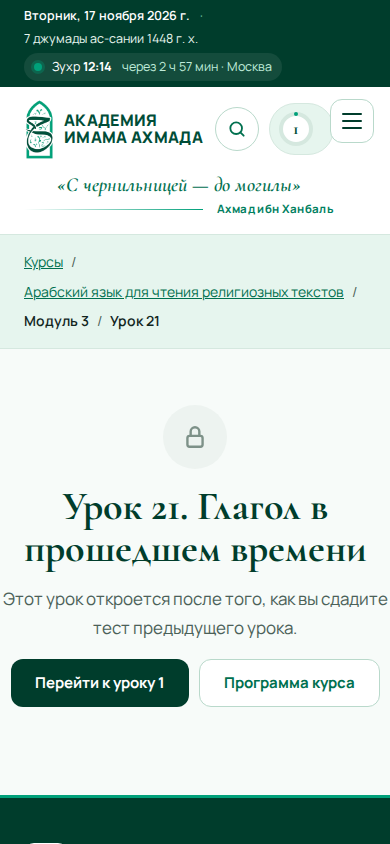 Вторник, 17 ноября 2026 г. ·
7 джумады ас-сании 1448 г. х.
Зухр 12:14 через 2 ч 57 мин · Москва
АКАДЕМИЯ
ИМАМА АХМАДА
1
«С чернильницей — до могилы»
Ахмад ибн Ханбаль
Курсы /
Арабский язык для чтения религиозных текстов /
Модуль 3 / Урок 21
Урок 21. Глагол в
прошедшем времени
Этот урок откроется после того, как вы сдадите
тест предыдущего урока.
Перейти к уроку 1
Программа курса